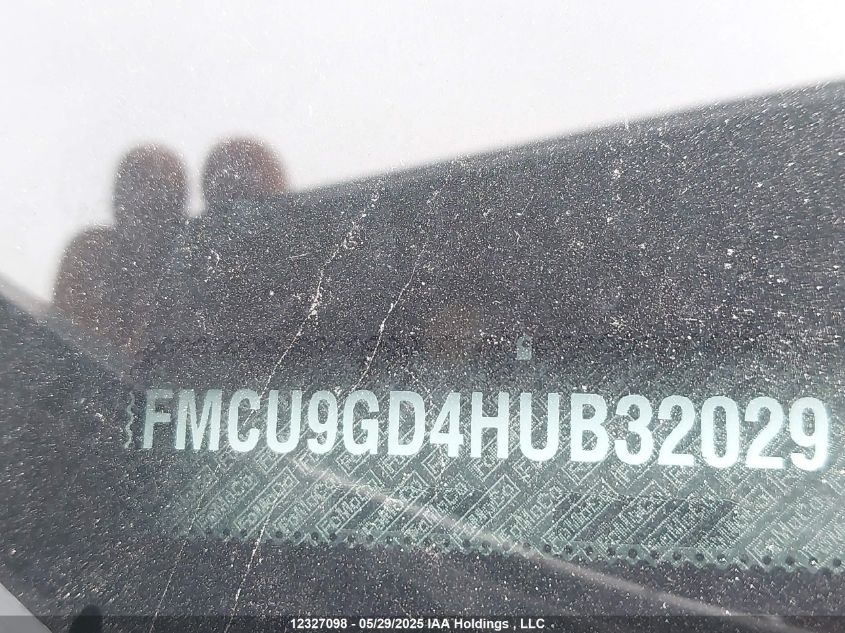 FMCU9GD4HUB32029
12327098 - 05/29/2025 IAA Holdings , LLC -